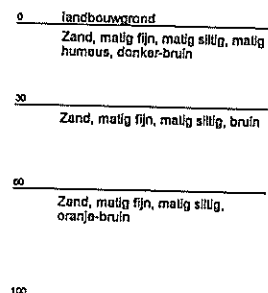 0 landbouwgrond
Zand, matig fijn, matig siltig, matig
humeus, donker-bruin
30
Zand, matig fijn, matig siltig, bruin
60
Zand, matig fijn, matig siltig,
oranje-bruin
100